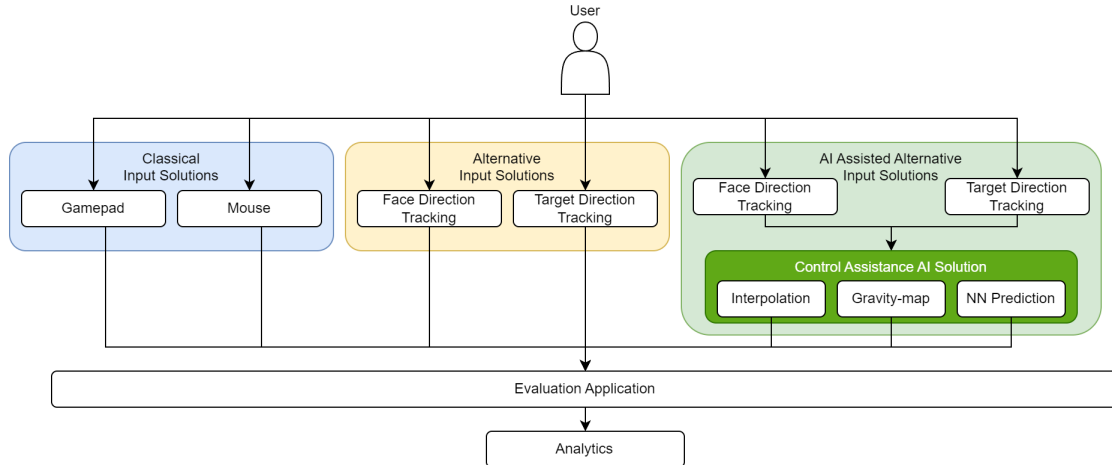 User
Classical
Input Solutions
Gamepad
Mouse
Alternative
Input Solutions
Face Direction
Tracking
Target Direction
Tracking
AI Assisted Alternative
Input Solutions
Face Direction
Tracking
Target Direction
Tracking
Control Assistance AI Solution
Interpolation
Gravity-map
NN Prediction
Evaluation Application
Analytics